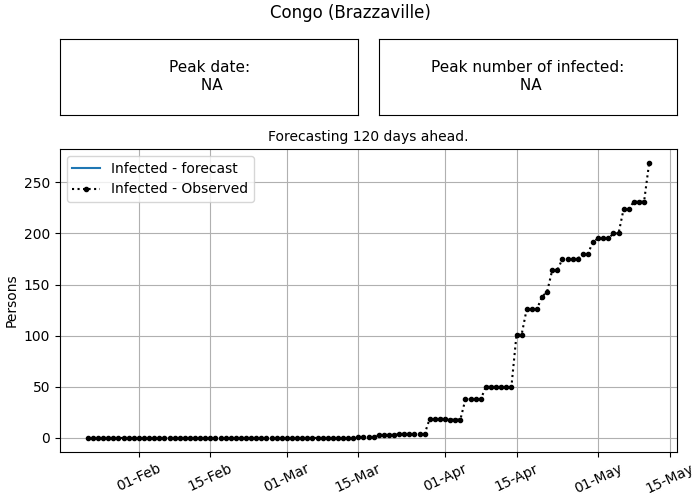 Congo (Brazzaville)
Peak date:
NA
Peak number of infected:
NA
Forecasting 120 days ahead.
Infected - forecast
Infected - Observed
Persons
250
200
150
100
50
0
01-Feb
15-Feb
01-Mar
15-Mar
01-Apr
15-Apr
01-May
15-May